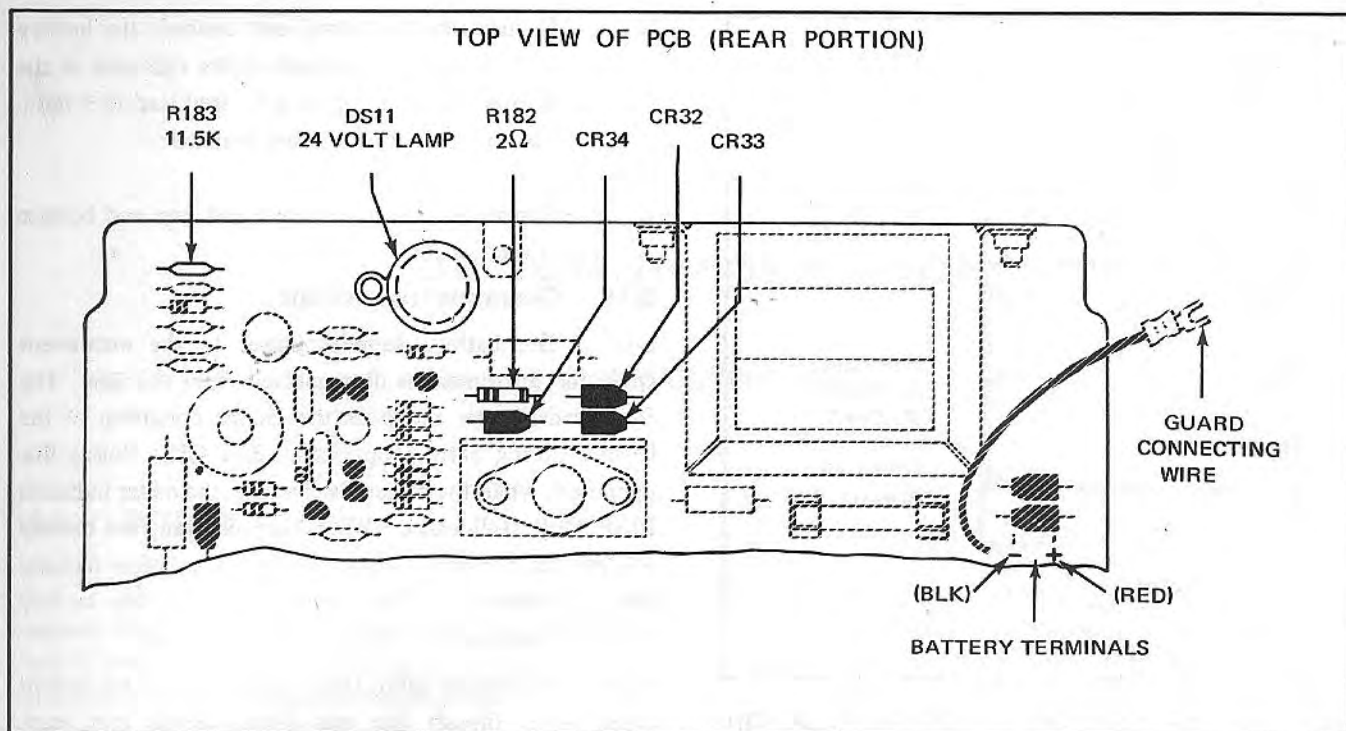 TOP VIEW OF PCB (REAR PORTION)
R183
11.5K
DS11
24 VOLT LAMP
R182
2Ω
CR34
CR32
CR33
GUARD
CONNECTING
WIRE
(BLK)
-
+
(RED)
BATTERY TERMINALS